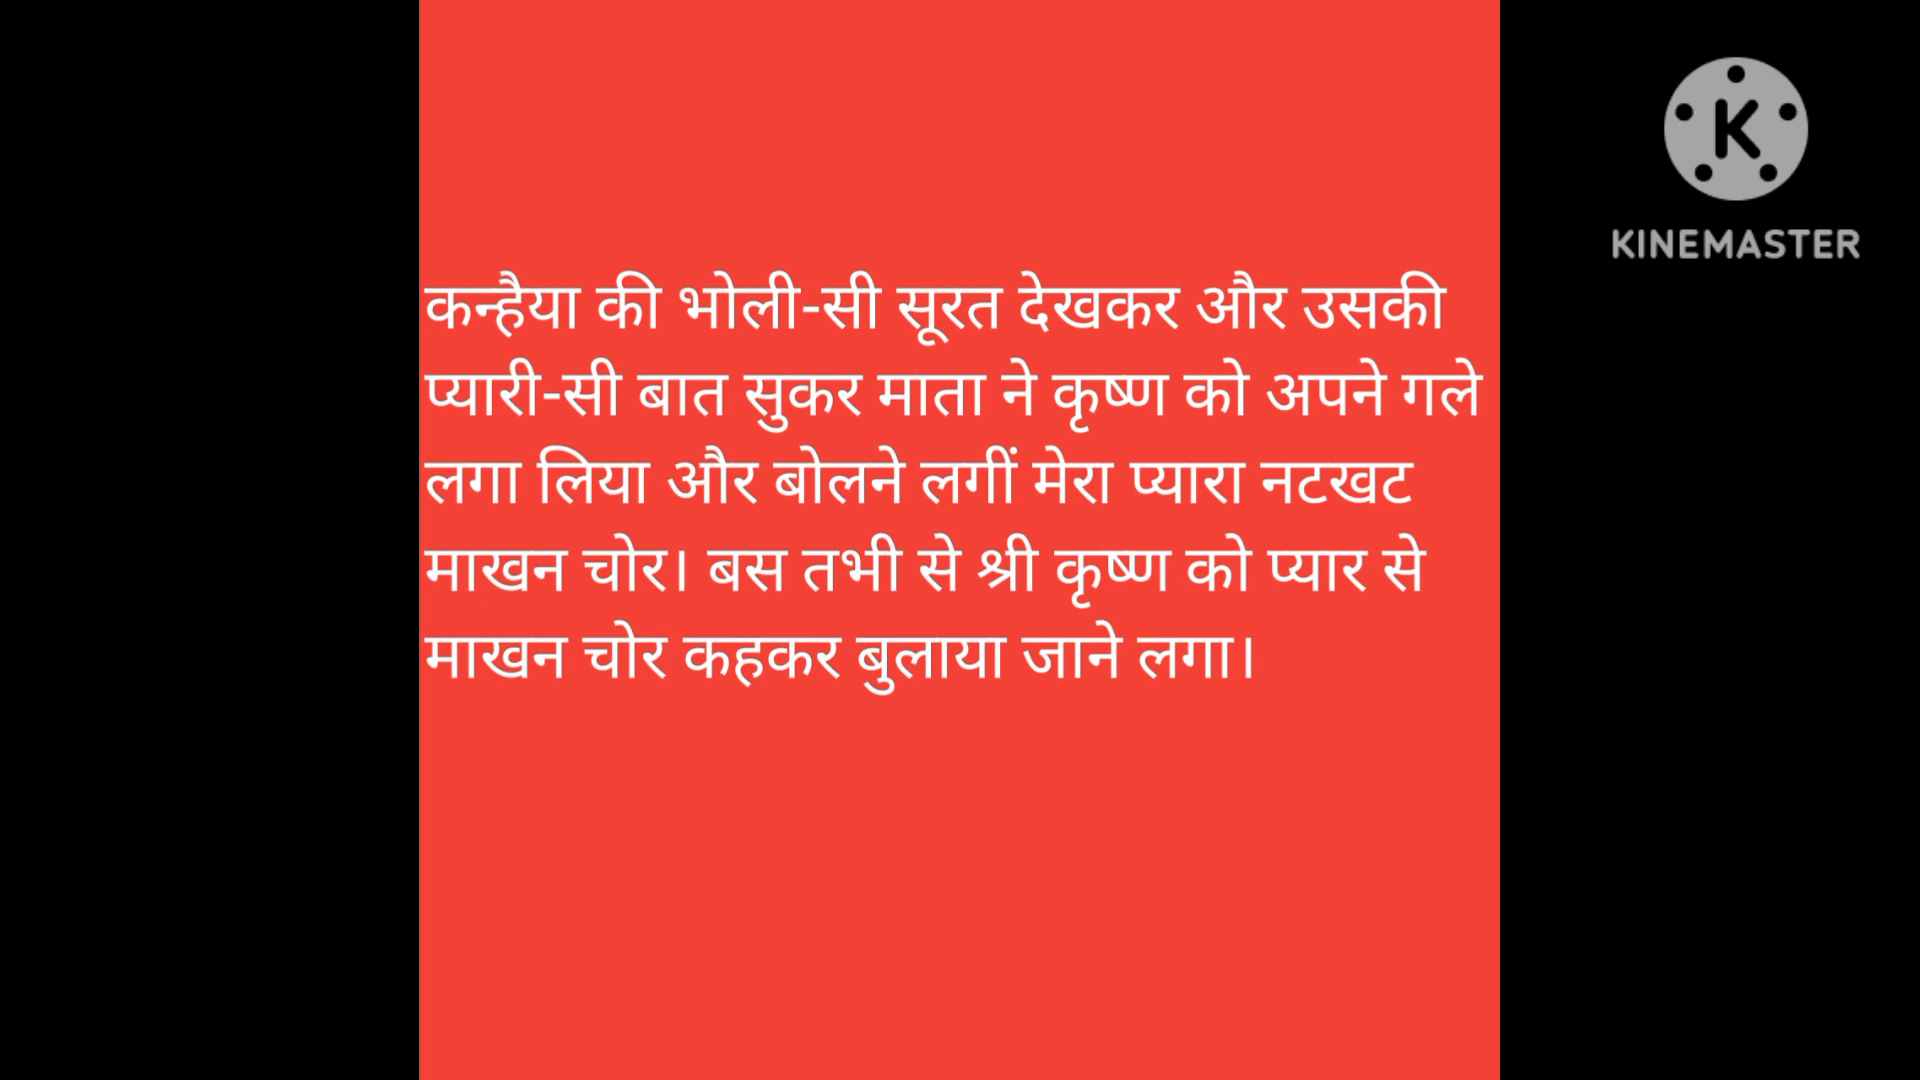 कन्हैया की भोली-सी सूरत देखकर और उसकी
प्यारी-सी बात सुकर माता ने कृष्ण को अपने गले
लगा लिया और बोलने लगीं मेरा प्यारा नटखट
माखन चोर। बस तभी से श्री कृष्ण को प्यार से
माखन चोर कहकर बुलाया जाने लगा।
K
KINEMASTER